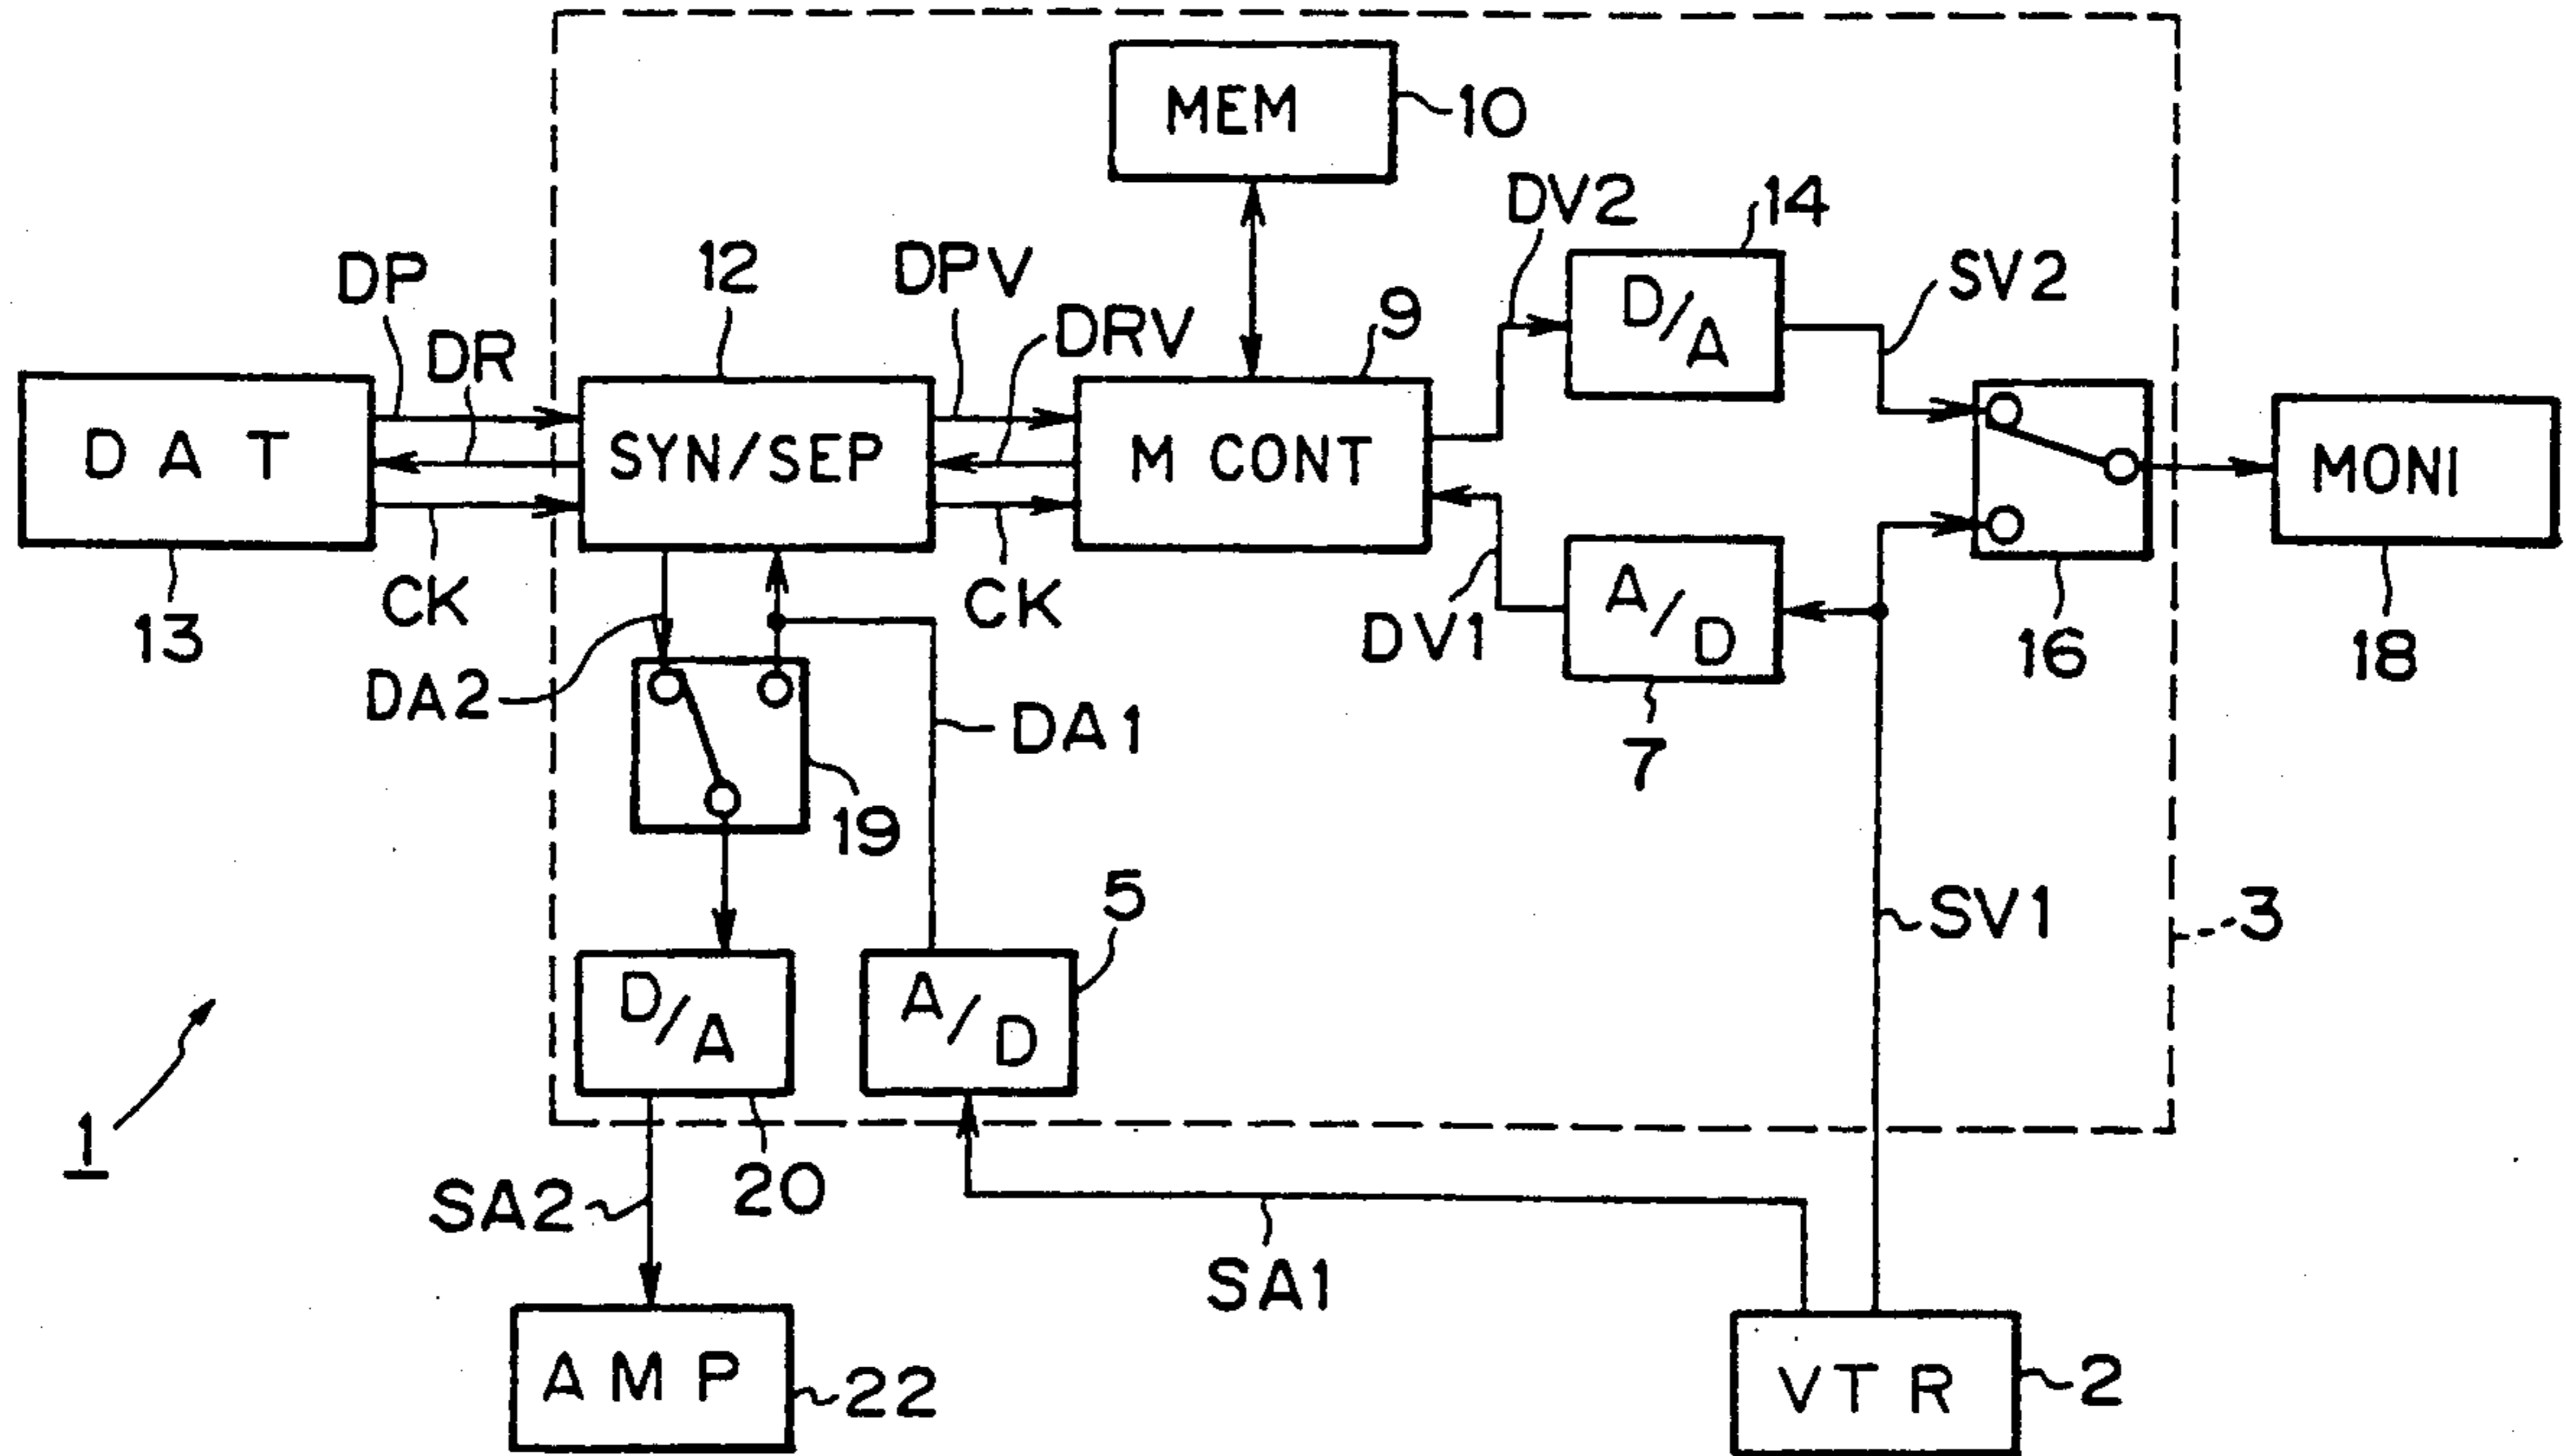 MEM
10
DV2
14
12
DPV
SV2
DP
9
DRV
DR
D/A
D A T
SYN/SEP
M CONT
MONI
CK
CK
A/D
13
DV1
16
18
DA2
DA1
7
19
5
SV1
3
D/A
A/D
1
20
SA2
SA1
A M P
22
V T R
2